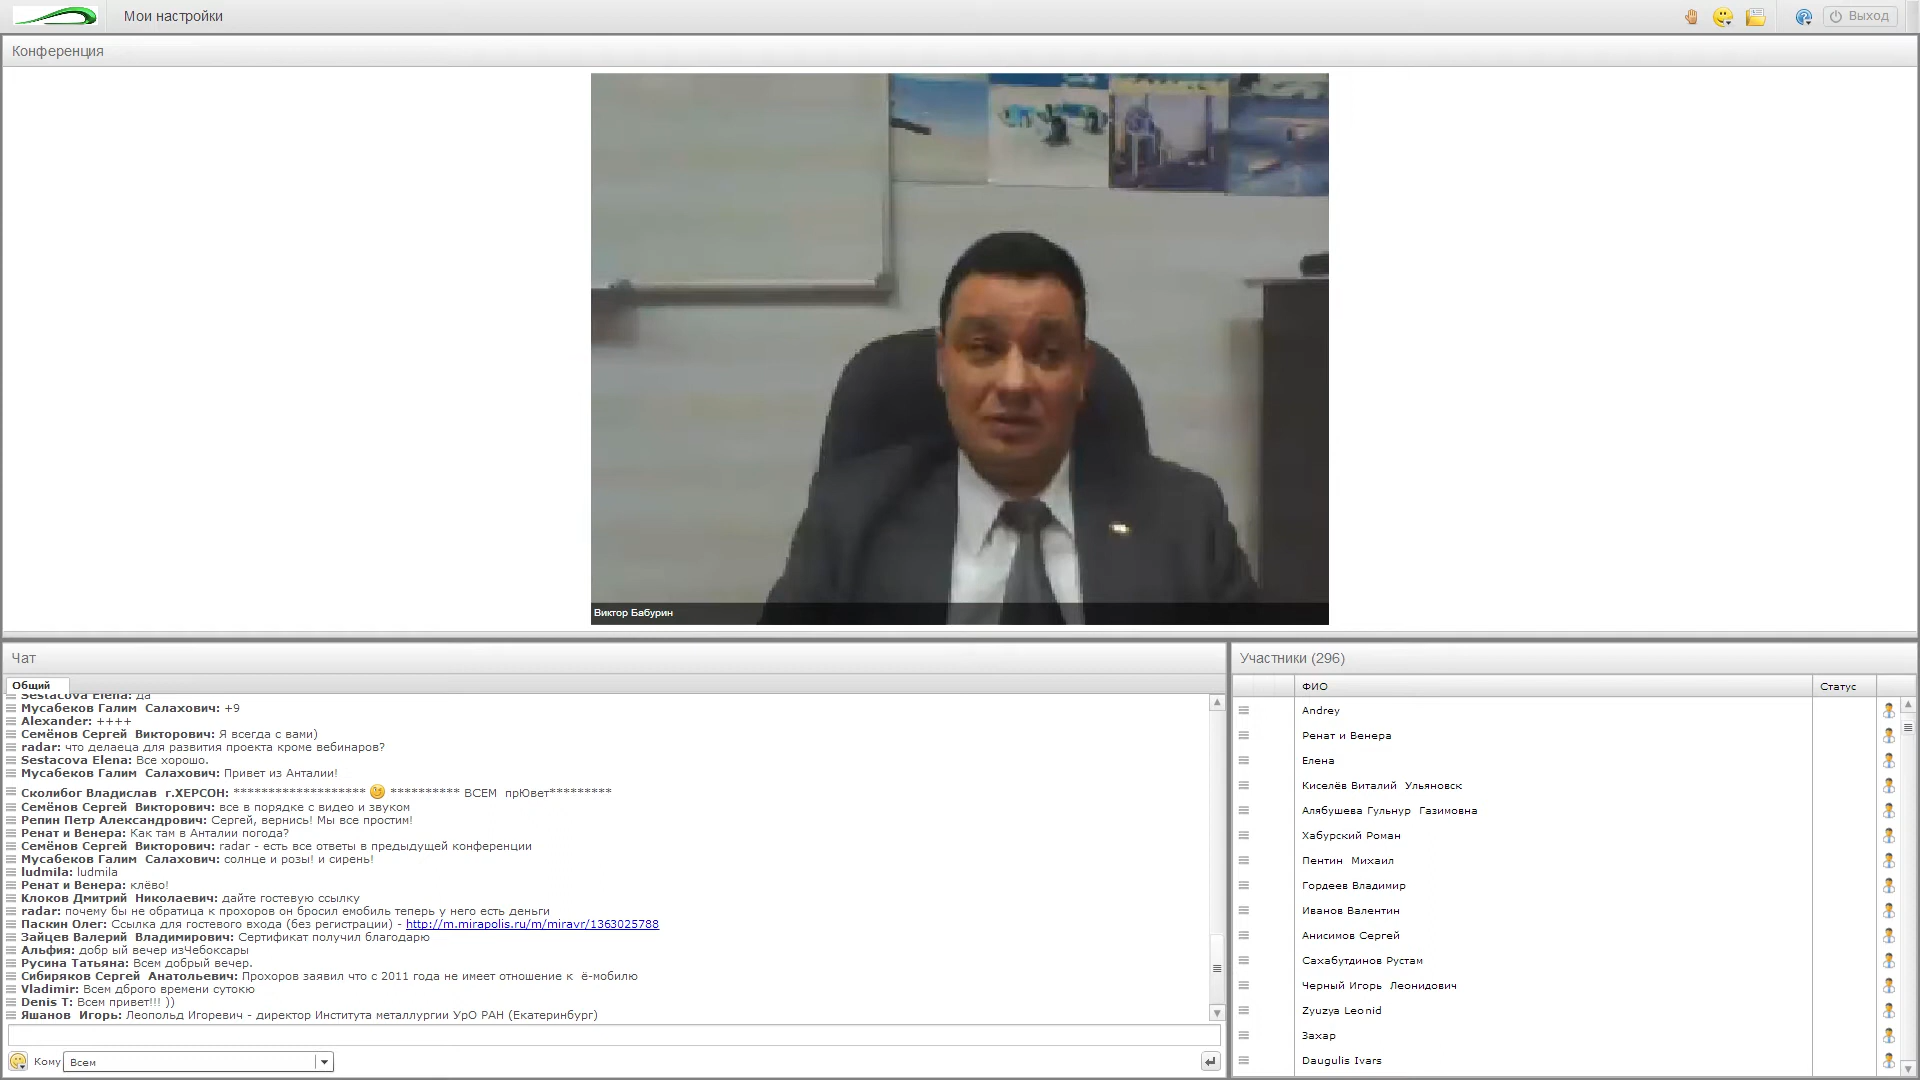 Мои настройки
Выход
Конференция
Виктор Бабурин
Чат
Общий
Sestacova Elena: да
Мусабеков Галим Салахович: +9
Alexander: ++++
Семёнов Сергей Викторович: Я всегда с вами)
radar: что делаеца для развития проекта кроме вебинаров?
Sestacova Elena: Все хорошо.
Мусабеков Галим Салахович: Привет из Анталии!
Сколибог Владислав г.ХЕРСОН: ******************* ********** ВСЕМ прЮвет*********
Семёнов Сергей Викторович: все в порядке с видео и звуком
Репин Петр Александрович: Сергей, вернись! Мы все простим!
Ренат и Венера: Как там в Анталии погода?
Семёнов Сергей Викторович: radar - есть все ответы в предыдущей конференции
Мусабеков Галим Салахович: солнце и розы! и сирень!
ludmila: ludmila
Ренат и Венера: клёво!
Клоков Дмитрий Николаевич: дайте гостевую ссылку
radar: почему бы не обратица к прохоров он бросил емобиль теперь у него есть деньги
Паскин Олег: Ссылка для гостевого входа (без регистрации) - http://m.mirapolis.ru/m/miravr/1363025788
Зайцев Валерий Владимирович: Сертификат получил благодарю
Альфия: добр ый вечер изЧебоксары
Русина Татьяна: Всем добрый вечер.
Сибиряков Сергей Анатольевич: Прохоров заявил что с 2011 года не имеет отношение к ё-мобилю
Vladimir: Всем дброго времени сутокю
Denis T: Всем привет!!! ))
Яшанов Игорь: Леопольд Игоревич - директор Института металлургии УрО РАН (Екатеринбург)
Кому
Всем
Участники (296)
ФИО
Статус
Andrey
Ренат и Венера
Елена
Киселёв Виталий Ульяновск
Алябушева Гульнур Газимовна
Хабурский Роман
Пентин Михаил
Гордеев Владимир
Иванов Валентин
Анисимов Сергей
Сахабутдинов Рустам
Черный Игорь Леонидович
Zyuzya Leonid
Захар
Daugulis Ivars